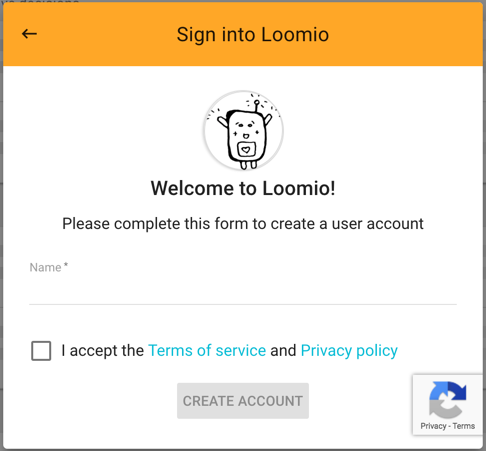 Sign into Loomio
Welcome to Loomio!
Please complete this form to create a user account
Name *
I accept the Terms of service and Privacy policy
CREATE ACCOUNT
Privacy - Terms